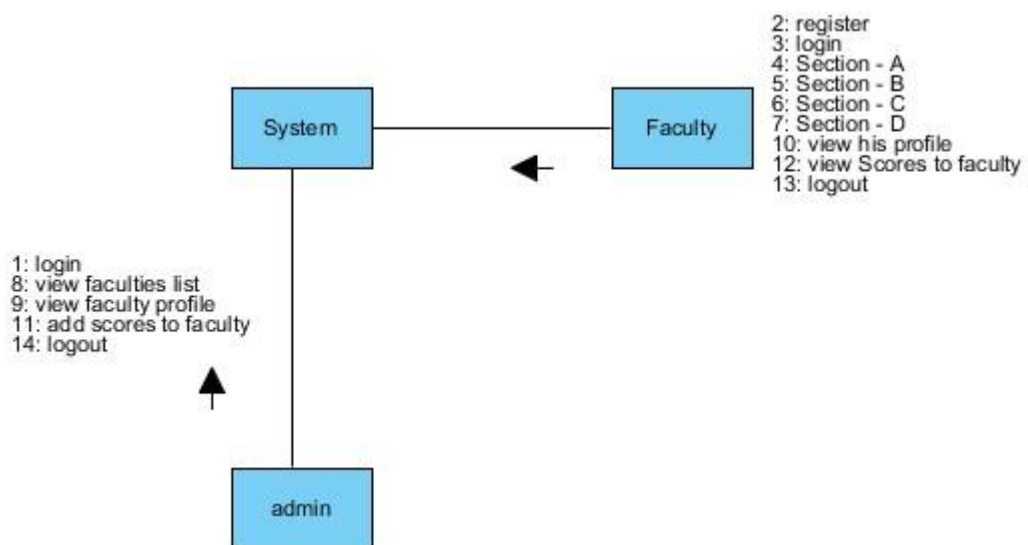 2: register
3: login
4: Section - A
5: Section - B
6: Section - C
7: Section - D
10: view his profile
12: view Scores to faculty
13: logout
System
Faculty
1: login
8: view faculties list
9: view faculty profile
11: add scores to faculty
14: logout
admin